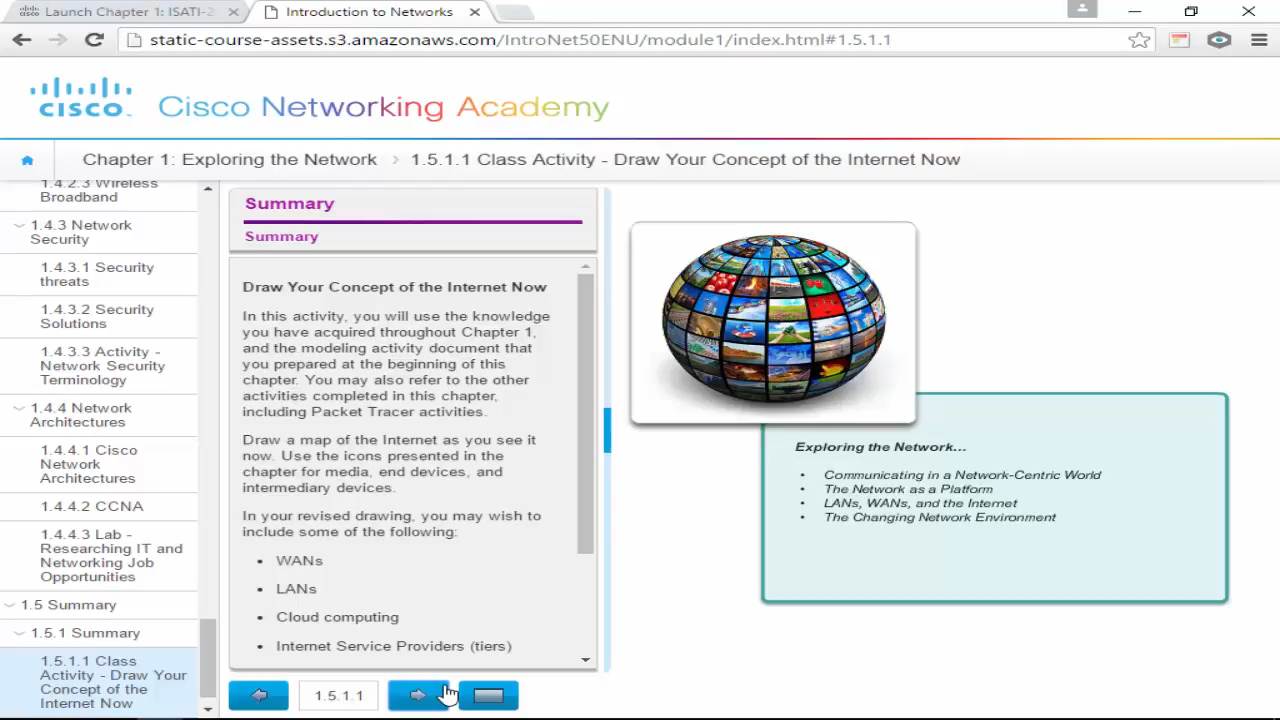 Launch Chapter 1: ISATI-2
Introduction to Networks
static-course-assets.s3.amazonaws.com/IntroNet50ENU/module1/index.html#1.5.1.1
CISCO
Cisco Networking Academy
Chapter 1: Exploring the Network > 1.5.1.1 Class Activity - Draw Your Concept of the Internet Now
1.4.2.3 Wireless
Broadband
1.4.3 Network
Security
1.4.3.1 Security
threats
1.4.3.2 Security
Solutions
1.4.3.3 Activity -
Network Security
Terminology
1.4.4 Network
Architectures
1.4.4.1 Cisco
Network
Architectures
1.4.4.2 CCNA
1.4.4.3 Lab -
Researching IT and
Networking Job
Opportunities
1.5 Summary
1.5.1 Summary
1.5.1.1 Class
Activity - Draw Your
Concept of the
Internet Now
Summary
Summary
Draw Your Concept of the Internet Now
In this activity, you will use the knowledge
you have acquired throughout Chapter 1,
and the modeling activity document that
you prepared at the beginning of this
chapter. You may also refer to the other
activities completed in this chapter,
including Packet Tracer activities.
Draw a map of the Internet as you see it
now. Use the icons presented in the
chapter for media, end devices, and
intermediary devices.
In your revised drawing, you may wish to
include some of the following:
• WANs
• LANs
• Cloud computing
• Internet Service Providers (tiers)
1.5.1.1
Exploring the Network...
• Communicating in a Network-Centric World
• The Network as a Platform
• LANs, WANs, and the Internet
• The Changing Network Environment